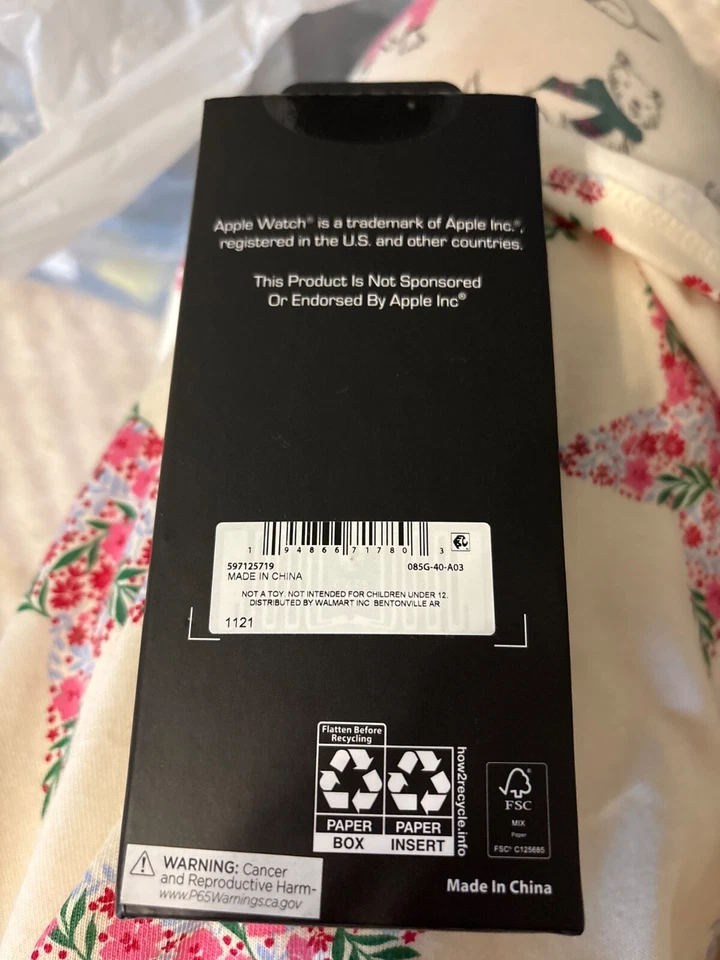 Apple Watch® is a trademark of Apple Inc.®,
registered in the U.S. and other countries.
This Product Is Not Sponsored
Or Endorsed By Apple Inc®
1 94866 71780 3
597125719 085G-40-A03
MADE IN CHINA
NOT A TOY. NOT INTENDED FOR CHILDREN UNDER 12.
DISTRIBUTED BY WALMART INC BENTONVILLE AR
1121
Flatten Before
Recycling
PAPER PAPER
BOX INSERT
how2recycle.info
FSC
MIX
Paper
FSC® C125685
WARNING: Cancer
and Reproductive Harm-
www.P65Warnings.ca.gov
Made In China